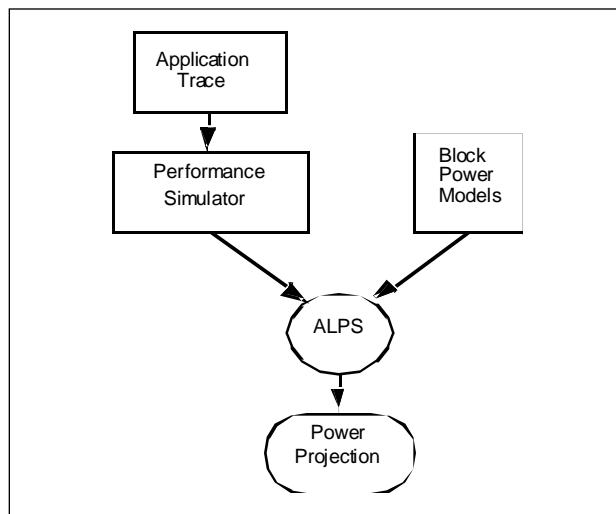 Application
Trace
Performance
Simulator
Block
Power
Models
ALPS
Power
Projection